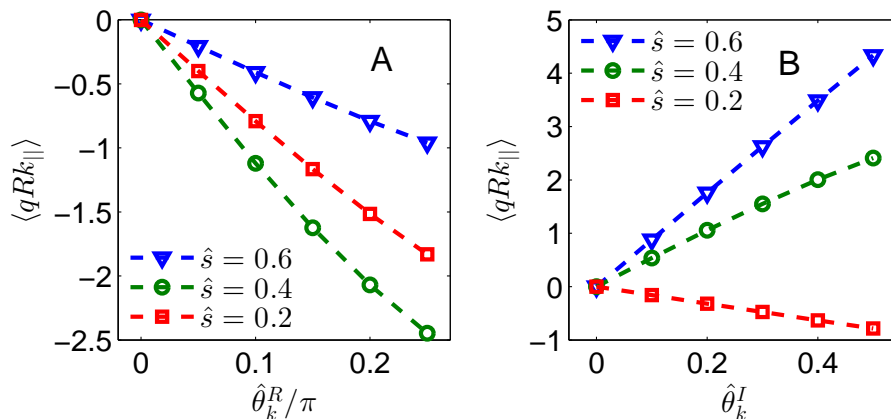 A
0
−0.5
−1
−1.5
−2
−2.5
⟨qRk||⟩
ŝ = 0.6
ŝ = 0.4
ŝ = 0.2
0 0.1 0.2
θ̂ᴿₖ/π
B
5
4
3
2
1
0
−1
⟨qRk||⟩
ŝ = 0.6
ŝ = 0.4
ŝ = 0.2
0 0.2 0.4
θ̂ᴵₖ